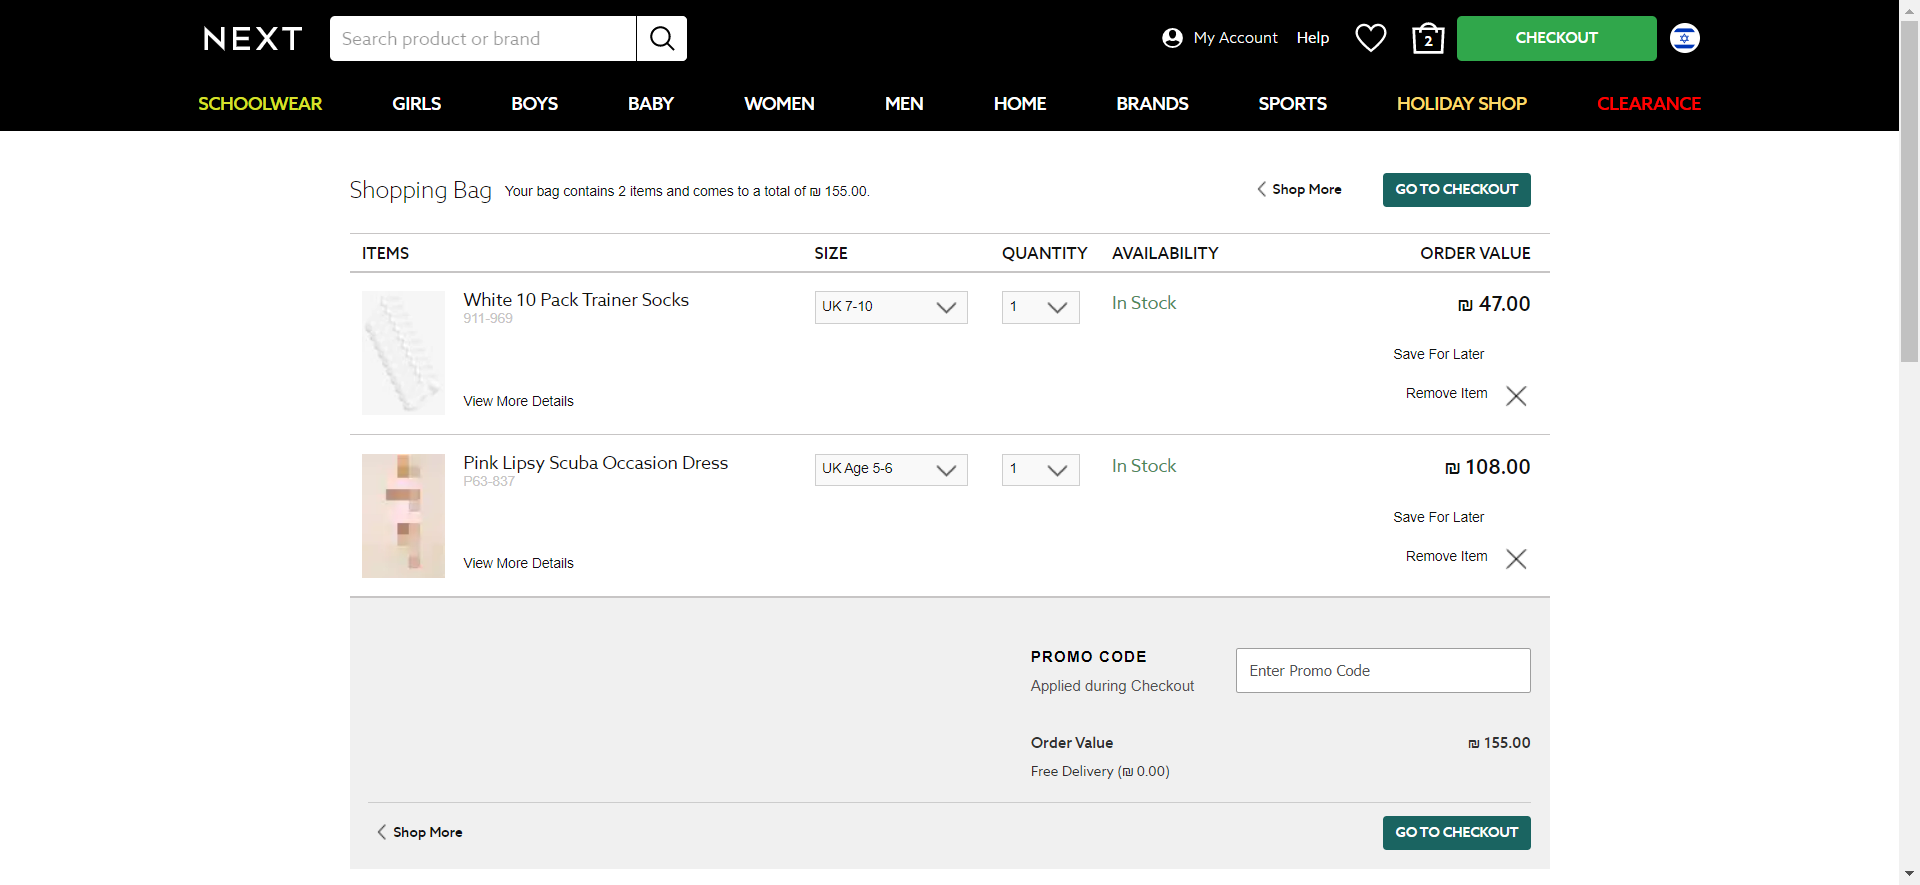 NEXT
Search product or brand
My Account
Help
2
CHECKOUT
SCHOOLWEAR
GIRLS
BOYS
BABY
WOMEN
MEN
HOME
BRANDS
SPORTS
HOLIDAY SHOP
CLEARANCE
Shopping Bag
Your bag contains 2 items and comes to a total of ₪ 155.00.
Shop More
GO TO CHECKOUT
ITEMS
SIZE
QUANTITY
AVAILABILITY
ORDER VALUE
White 10 Pack Trainer Socks
911-969
UK 7-10
1
In Stock
₪ 47.00
Save For Later
Remove Item
View More Details
Pink Lipsy Scuba Occasion Dress
P63-837
UK Age 5-6
1
In Stock
₪ 108.00
Save For Later
Remove Item
View More Details
PROMO CODE
Applied during Checkout
Enter Promo Code
Order Value
₪ 155.00
Free Delivery (₪ 0.00)
Shop More
GO TO CHECKOUT